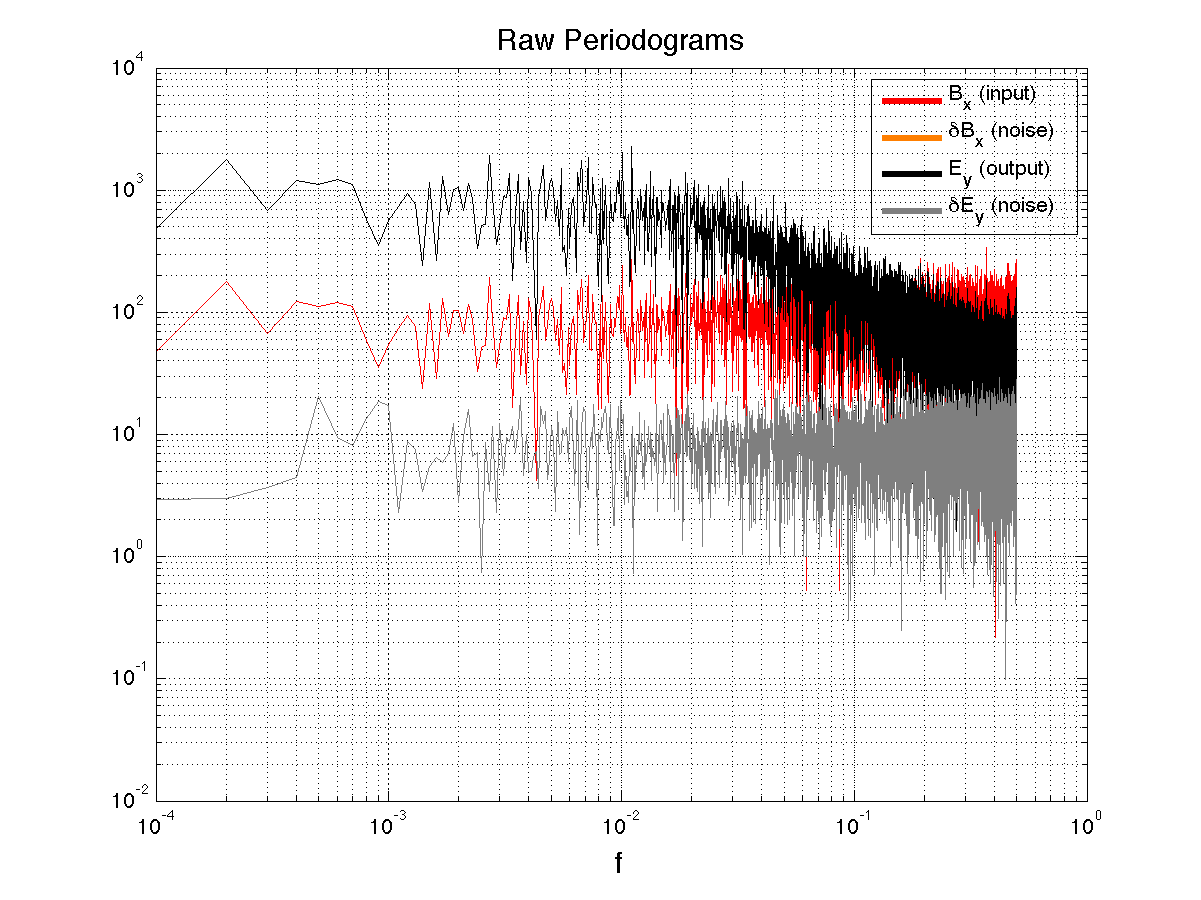 Raw Periodograms
10^4
10^3
10^2
10^1
10^0
10^-1
10^-2
10^-4
10^-3
10^-2
10^-1
10^0
f
B_x (input)
δB_x (noise)
E_y (output)
δE_y (noise)